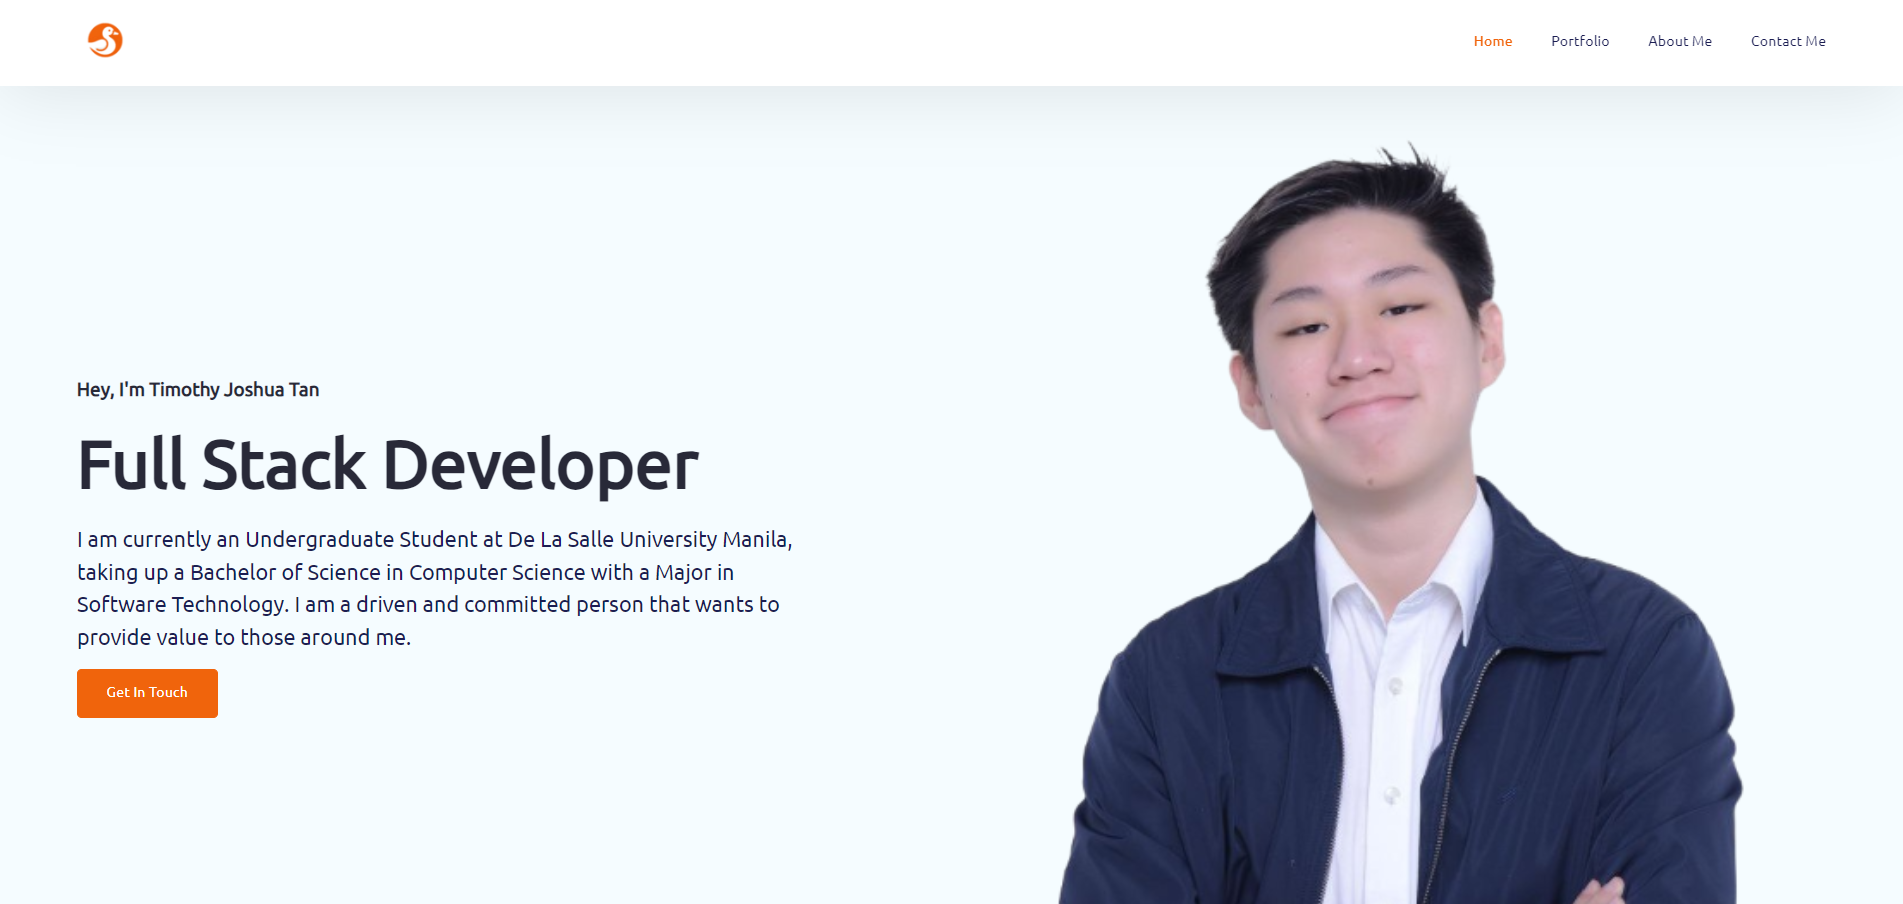 Home
Portfolio
About Me
Contact Me
Hey, I'm Timothy Joshua Tan
Full Stack Developer
I am currently an Undergraduate Student at De La Salle University Manila,
taking up a Bachelor of Science in Computer Science with a Major in
Software Technology. I am a driven and committed person that wants to
provide value to those around me.
Get In Touch